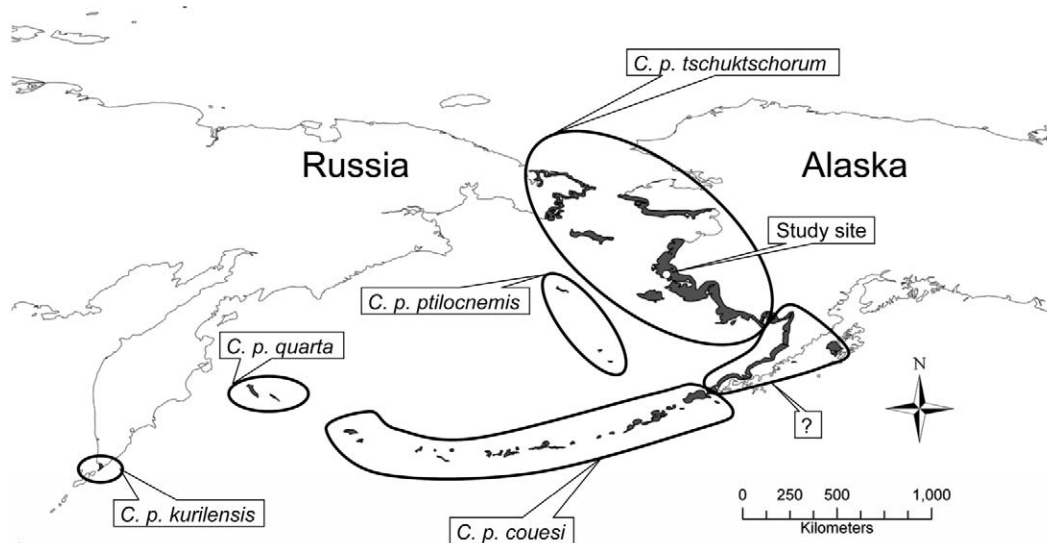 C. p. tschuktschorum
Russia
Alaska
Study site
C. p. ptilocnemis
C. p. quarta
N
?
C. p. kurilensis
C. p. couesi
0 250 500 1,000
Kilometers